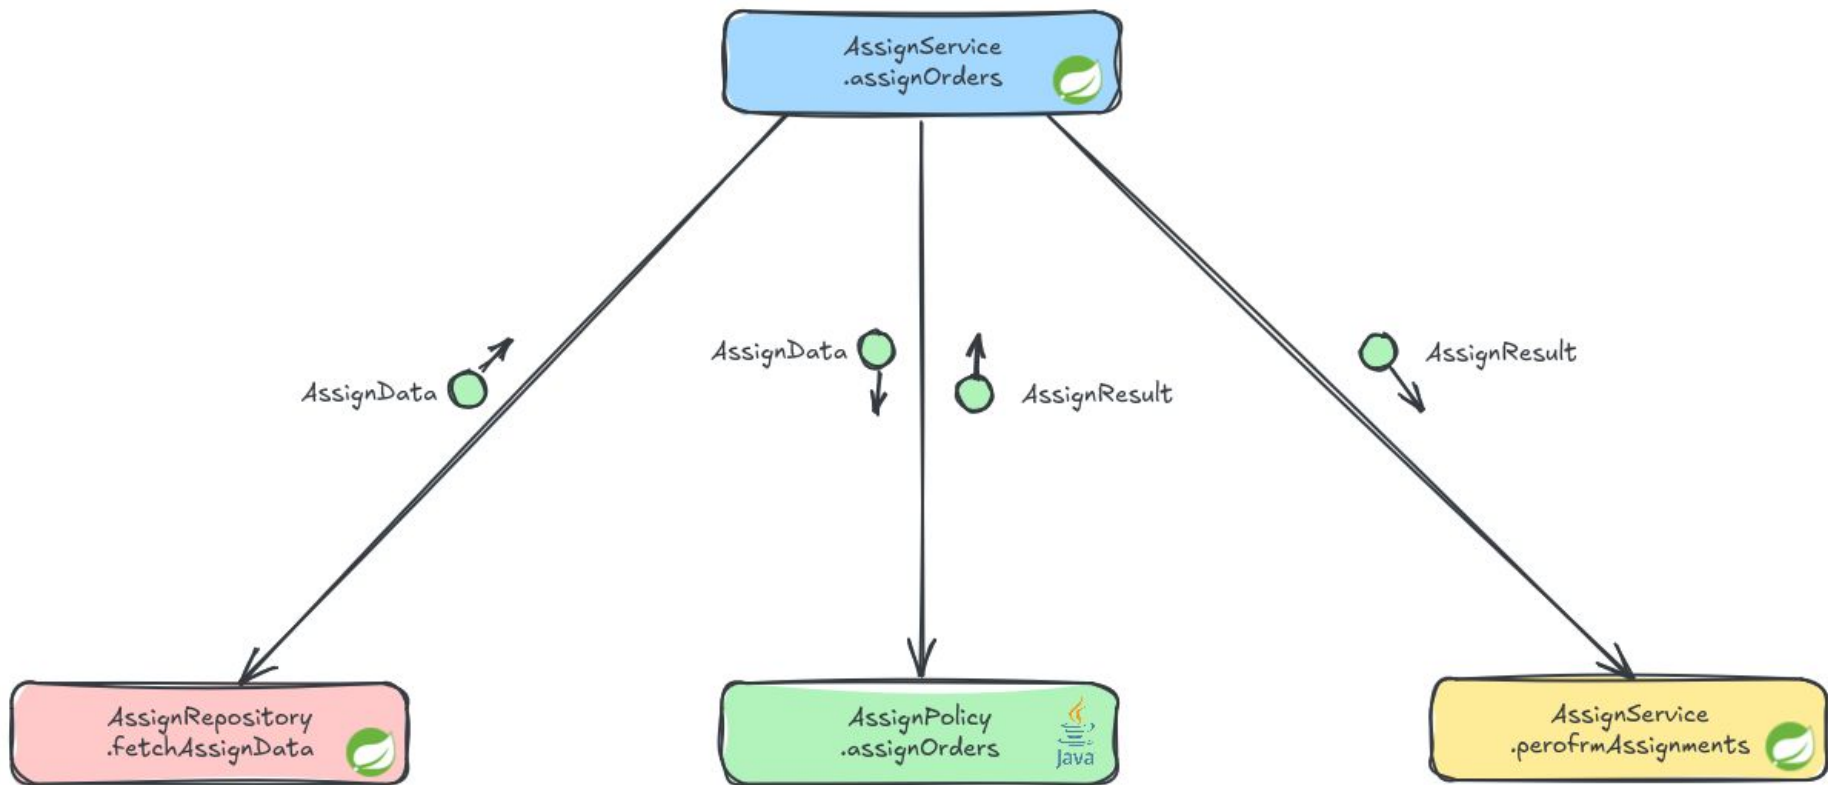 AssignService
.assignOrders
AssignData
AssignData
AssignResult
AssignResult
AssignRepository
.fetchAssignData
AssignPolicy
.assignOrders
Java
AssignService
.perofrmAssignments